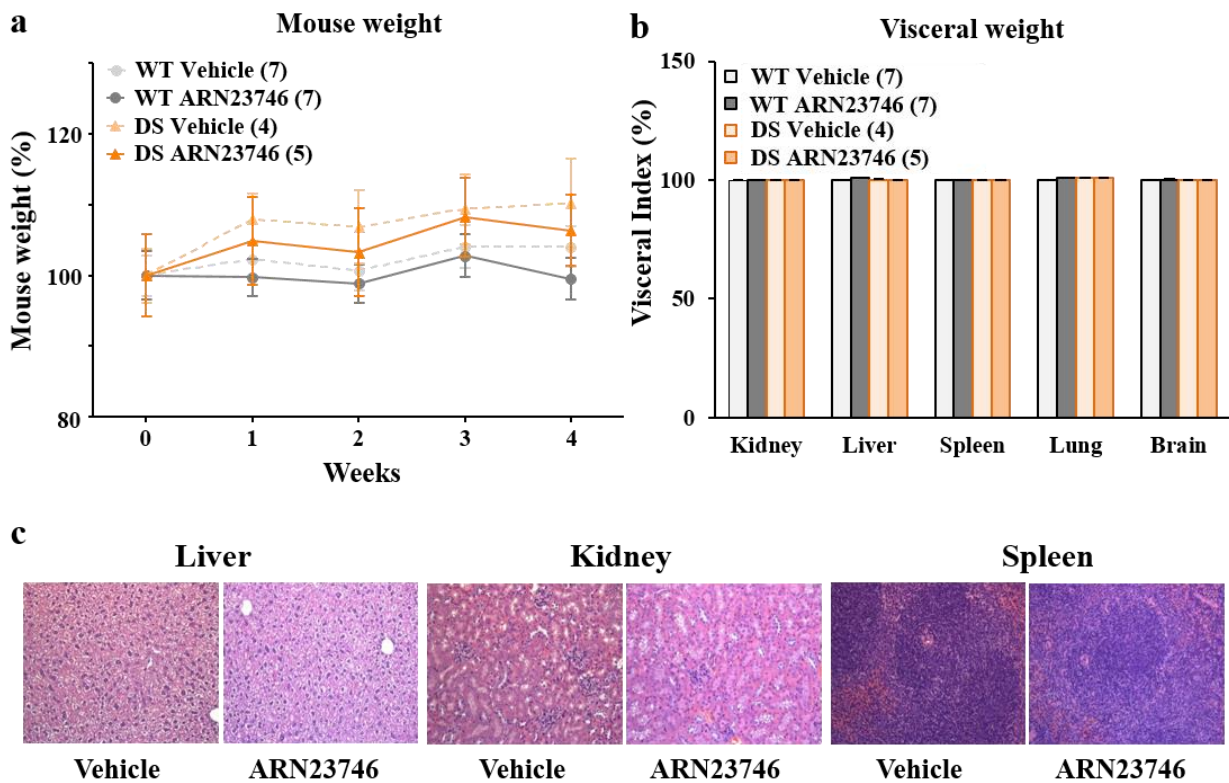 a
Mouse weight
WT Vehicle (7)
WT ARN23746 (7)
DS Vehicle (4)
DS ARN23746 (5)
Mouse weight (%)
120
100
80
0 1 2 3 4
Weeks
b
Visceral weight
WT Vehicle (7)
WT ARN23746 (7)
DS Vehicle (4)
DS ARN23746 (5)
Visceral Index (%)
150
100
50
0
Kidney Liver Spleen Lung Brain
c
Liver Kidney Spleen
Vehicle ARN23746 Vehicle ARN23746 Vehicle ARN23746